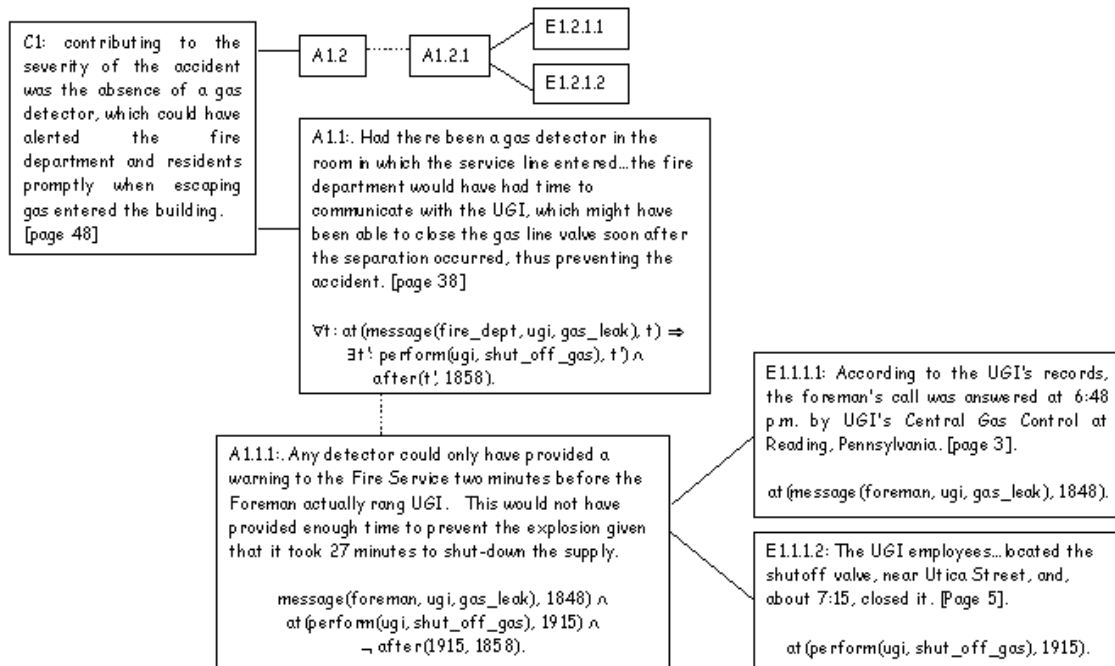 C1: contributing to the
severity of the accident
was the absence of a gas
detector, which could have
alerted the fire
department and residents
promptly when escaping
gas entered the building.
[page 48]
A1.2
A1.2.1
E1.2.1.1
E1.2.1.2
A1.1:. Had there been a gas detector in the
room in which the service line entered...the fire
department would have had time to
communicate with the UGI, which might have
been able to close the gas line valve soon after
the separation occurred, thus preventing the
accident. [page 38]
∀t: at(message(fire_dept, ugi, gas_leak), t) ⇒
∃t': perform(ugi, shut_off_gas), t') ∧
after(t', 1858).
A1.1.1:. Any detector could only have provided a
warning to the Fire Service two minutes before the
Foreman actually rang UGI. This would not have
provided enough time to prevent the explosion given
that it took 27 minutes to shut-down the supply.
message(foreman, ugi, gas_leak), 1848) ∧
at(perform(ugi, shut_off_gas), 1915) ∧
¬ after(1915, 1858).
E1.1.1.1: According to the UGI's records,
the foreman's call was answered at 6:48
p.m. by UGI's Central Gas Control at
Reading, Pennsylvania. [page 3].
at(message(foreman, ugi, gas_leak), 1848).
E1.1.1.2: The UGI employees...located the
shutoff valve, near Utica Street, and,
about 7:15, closed it. [Page 5].
at(perform(ugi, shut_off_gas), 1915).